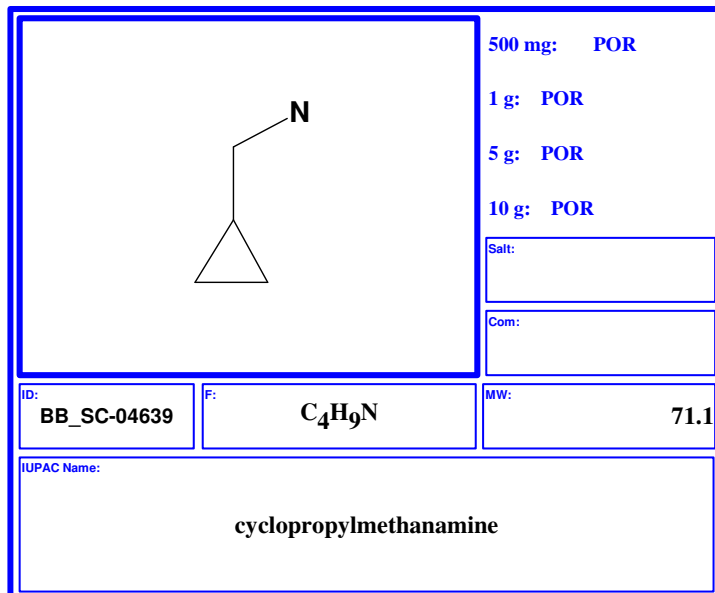 N
500 mg: POR
1 g: POR
5 g: POR
10 g: POR
Salt:
Com:
ID:
BB_SC-04639
F:
C4H9N
MW:
71.1
IUPAC Name:
cyclopropylmethanamine